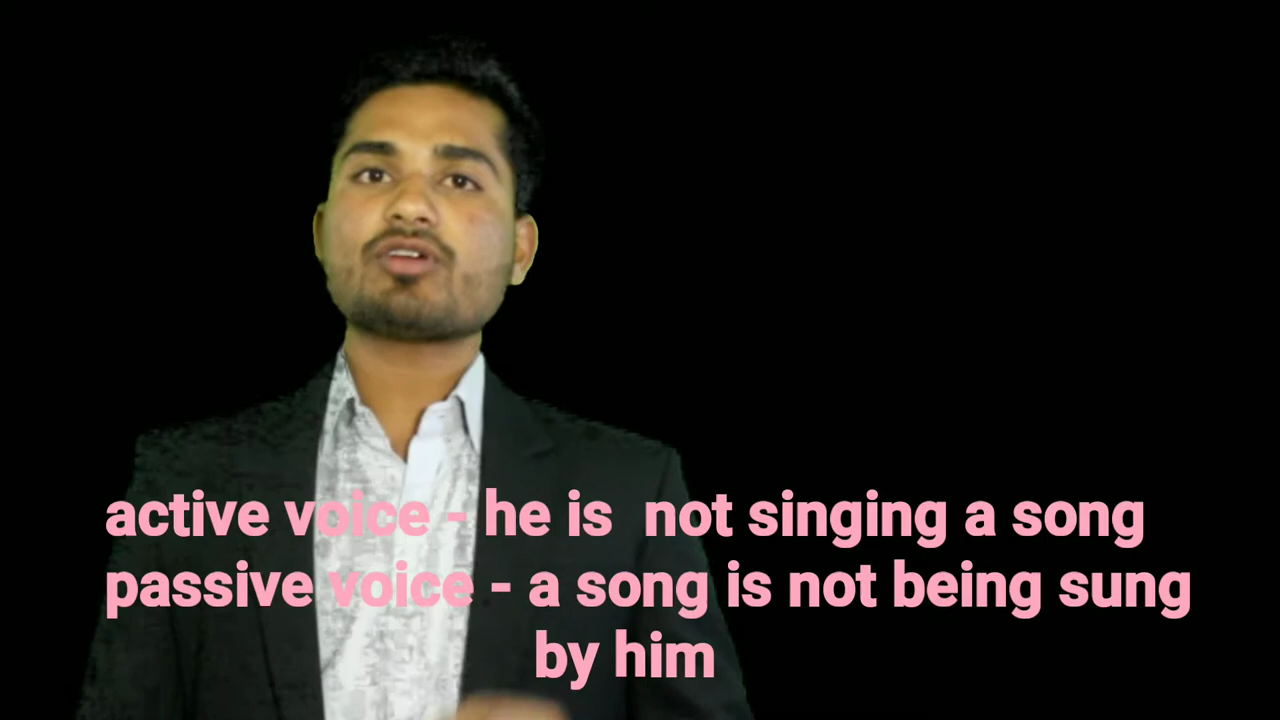 active voice - he is  not singing a song
passive voice - a song is not being sung
by him